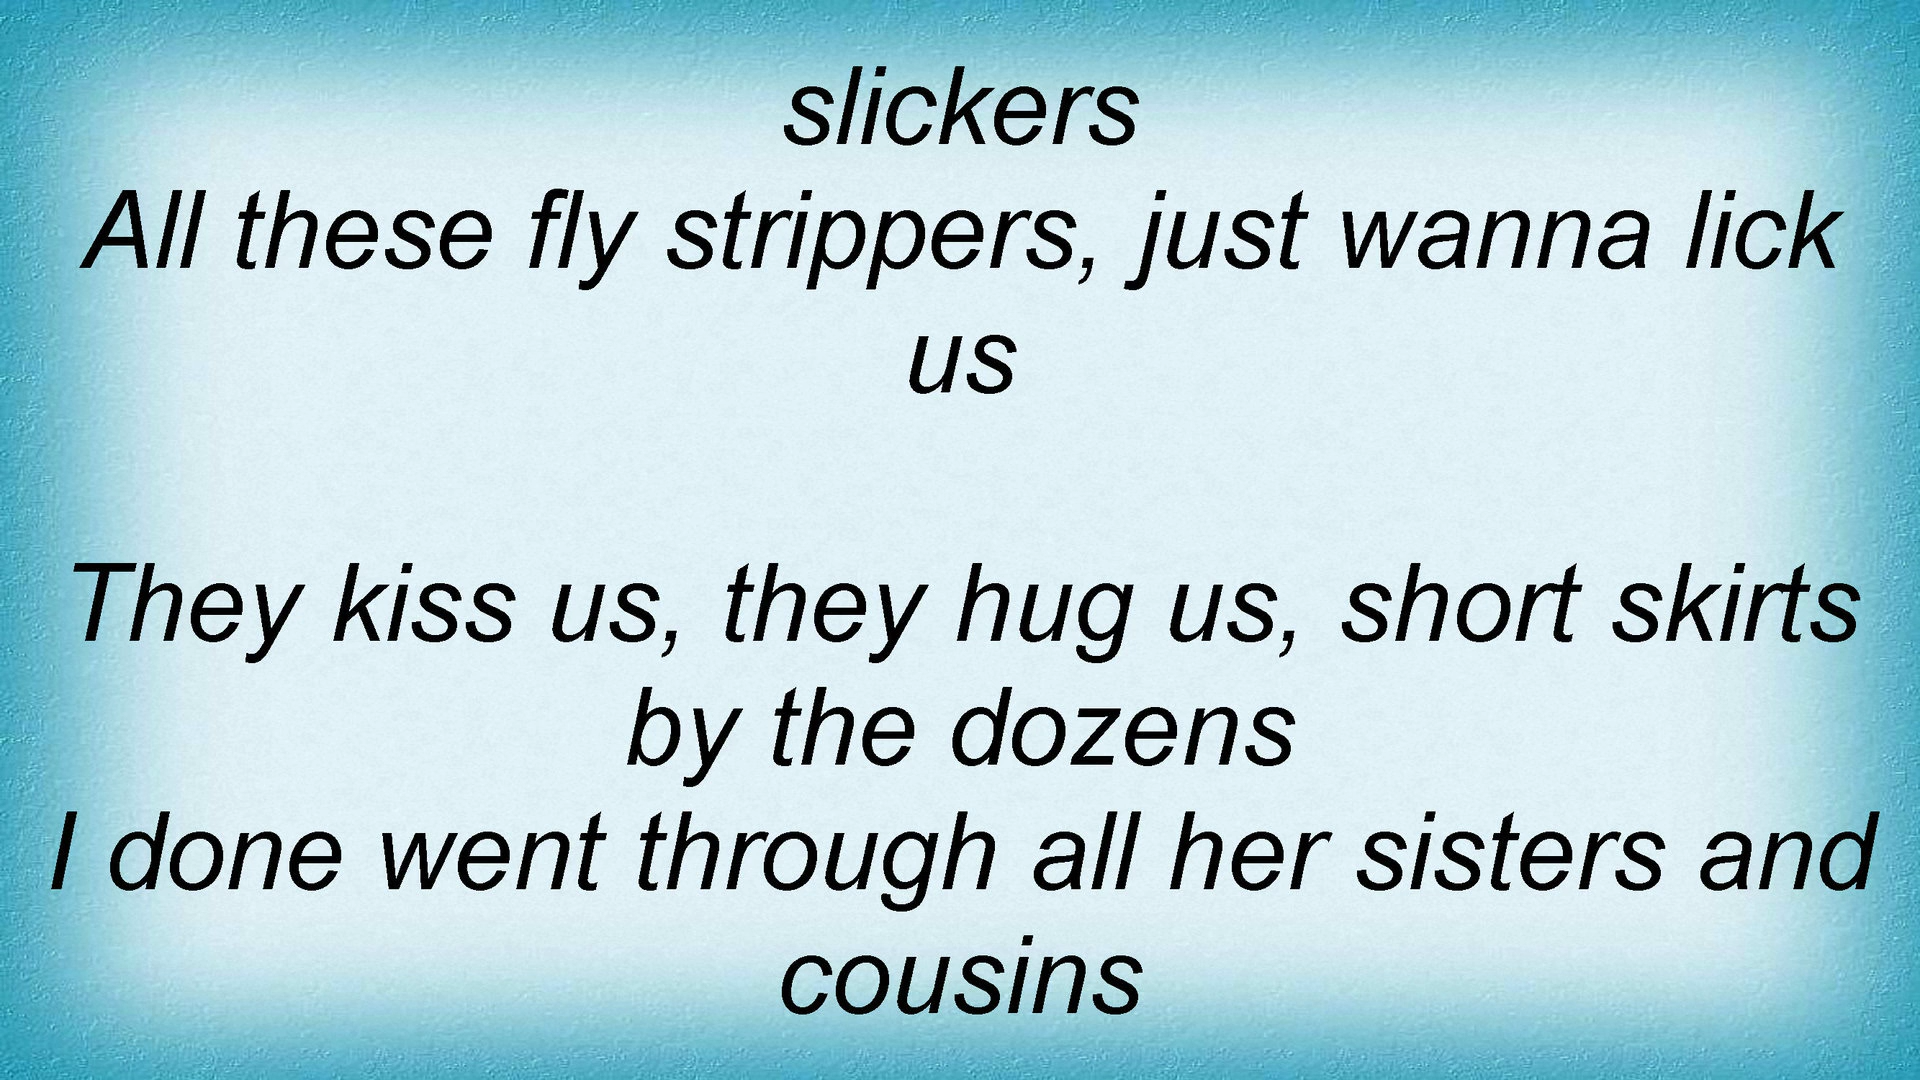 slickers
All these fly strippers, just wanna lick
us
They kiss us, they hug us, short skirts
by the dozens
I done went through all her sisters and
cousins